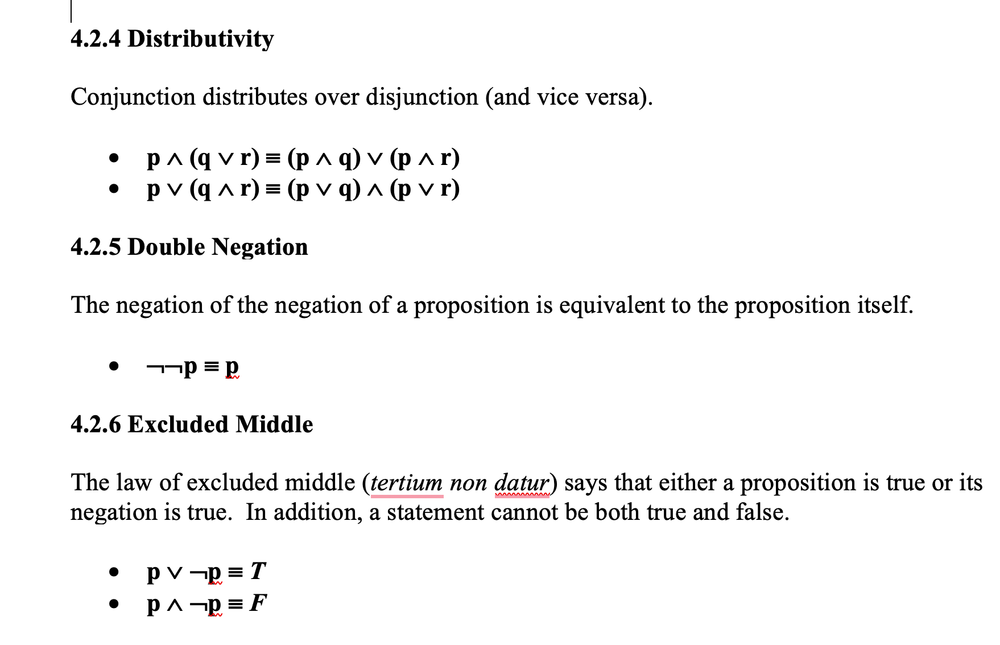 4.2.4 Distributivity
Conjunction distributes over disjunction (and vice versa).
• p ∧ (q ∨ r) ≡ (p ∧ q) ∨ (p ∧ r)
• p ∨ (q ∧ r) ≡ (p ∨ q) ∧ (p ∨ r)
4.2.5 Double Negation
The negation of the negation of a proposition is equivalent to the proposition itself.
• ¬¬p ≡ p
4.2.6 Excluded Middle
The law of excluded middle (tertium non datur) says that either a proposition is true or its
negation is true.  In addition, a statement cannot be both true and false.
• p ∨ ¬p ≡ T
• p ∧ ¬p ≡ F